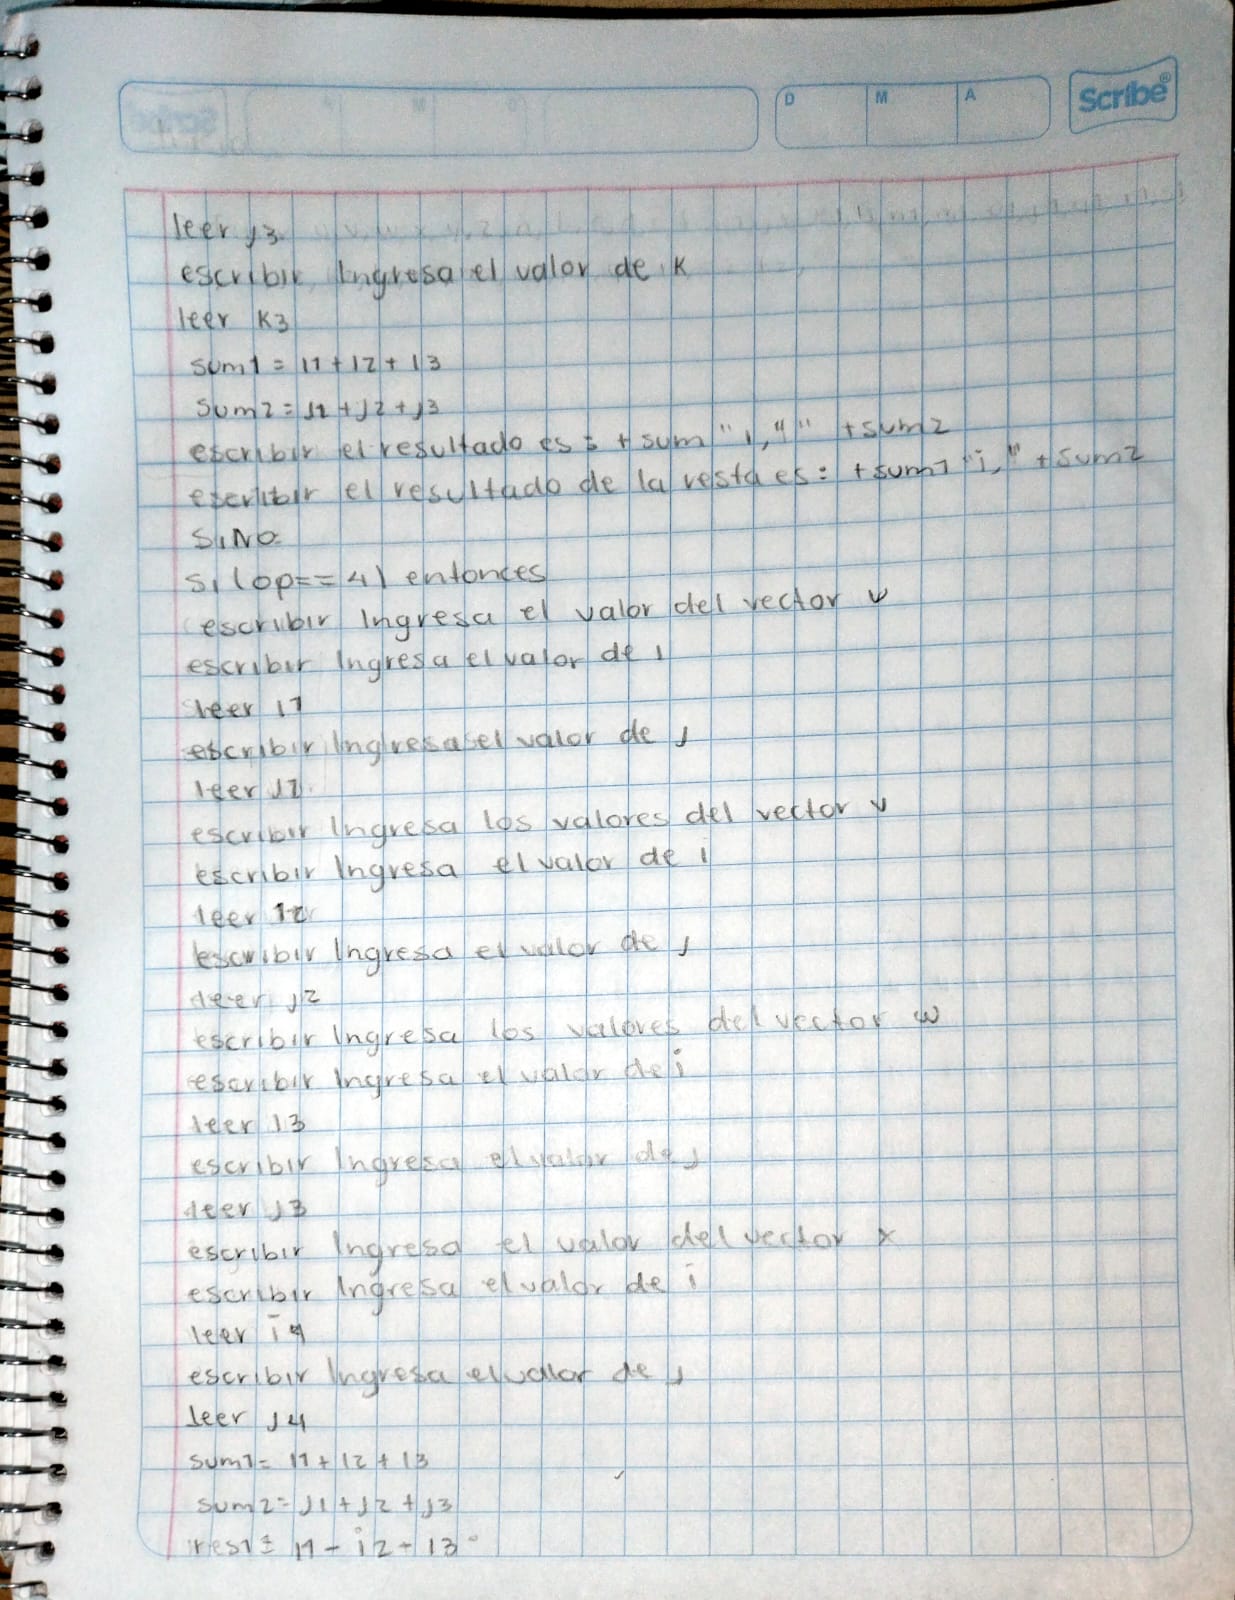 D M A Scribe®
leer j3
escribir Ingresa el valor de K
leer K3
sum1 = i1 + i2 + i3
sum2 = j1 + j2 + j3
escribir el resultado es: + sum "i," " + sum2
escribir el resultado de la resta es: + sum1 "i," + sum2
SiNo
si (op == 4) entonces
escribir Ingresa el valor del vector v
escribir Ingresa el valor de i
leer i1
escribir Ingresa el valor de j
leer j1
escribir Ingresa los valores del vector v
escribir Ingresa el valor de i
leer i2
escribir Ingresa el valor de j
leer j2
escribir Ingresa los valores del vector w
escribir Ingresa el valor de i
leer i3
escribir Ingresa el valor de j
leer j3
escribir Ingresa el valor del vector x
escribir Ingresa el valor de i
leer i4
escribir Ingresa el valor de j
leer j4
sum1 = i1 + i2 + i3
sum2 = j1 + j2 + j3
res1 = i1 - i2 - i3